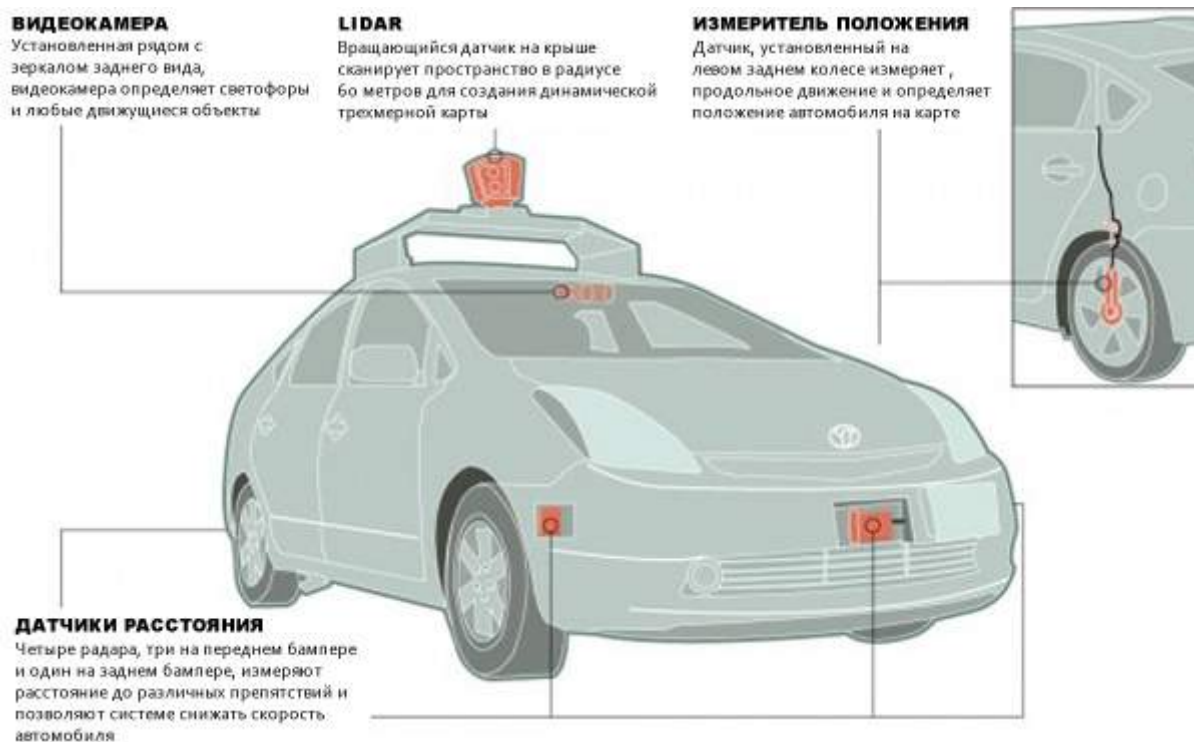 ВИДЕОКАМЕРА
Установленная рядом с
зеркалом заднего вида,
видеокамера определяет светофоры
и любые движущиеся объекты
LIDAR
Вращающийся датчик на крыше
сканирует пространство в радиусе
60 метров для создания динамической
трехмерной карты
ИЗМЕРИТЕЛЬ ПОЛОЖЕНИЯ
Датчик, установленный на
левом заднем колесе измеряет ,
продольное движение и определяет
положение автомобиля на карте
ДАТЧИКИ РАССТОЯНИЯ
Четыре радара, три на переднем бампере
и один на заднем бампере, измеряют
расстояние до различных препятствий и
позволяют системе снижать скорость
автомобиля